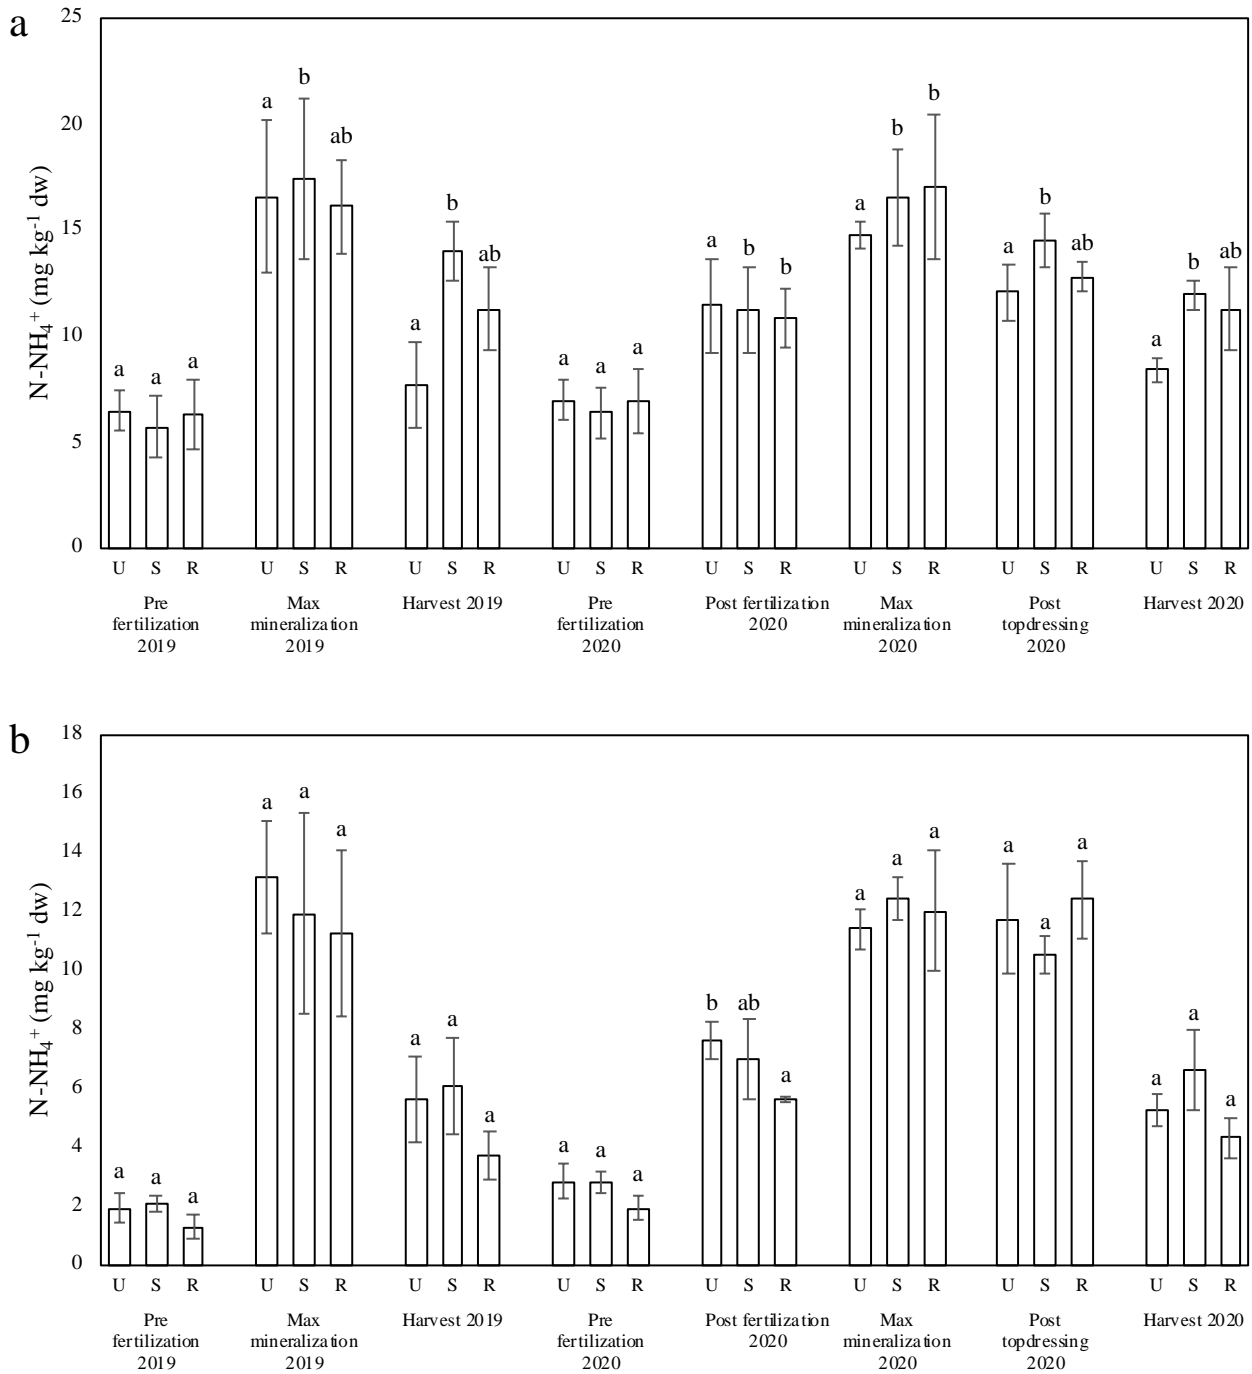 a
N-NH4+ (mg kg-1 dw)
25
20
15
10
5
0
a a a
a b ab
a b ab
a a a
a b b
a b b
a b ab
a b ab
U S R U S R U S R U S R U S R U S R U S R U S R
Pre
fertilization
2019
Max
mineralization
2019
Harvest 2019
Pre
fertilization
2020
Post fertilization
2020
Max
mineralization
2020
Post
topdressing
2020
Harvest 2020
b
N-NH4+ (mg kg-1 dw)
18
16
14
12
10
8
6
4
2
0
a a a
a a a
a a a
a a a
b ab a
a a a
a a a
a a a
U S R U S R U S R U S R U S R U S R U S R U S R
Pre
fertilization
2019
Max
mineralization
2019
Harvest 2019
Pre
fertilization
2020
Post fertilization
2020
Max
mineralization
2020
Post
topdressing
2020
Harvest 2020